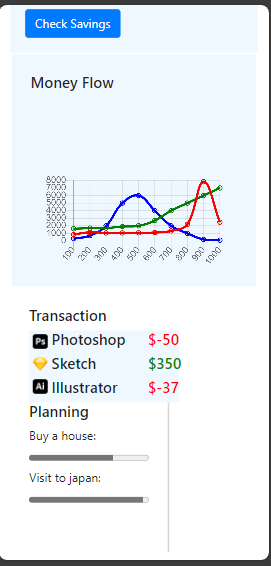 Check Savings
Money Flow
8000
7000
6000
5000
4000
3000
2000
1000
0
100 200 300 400 500 600 700 800 900 1000
Transaction
Ps Photoshop $-50
Sketch $350
Ai Illustrator $-37
Planning
Buy a house:
Visit to japan: